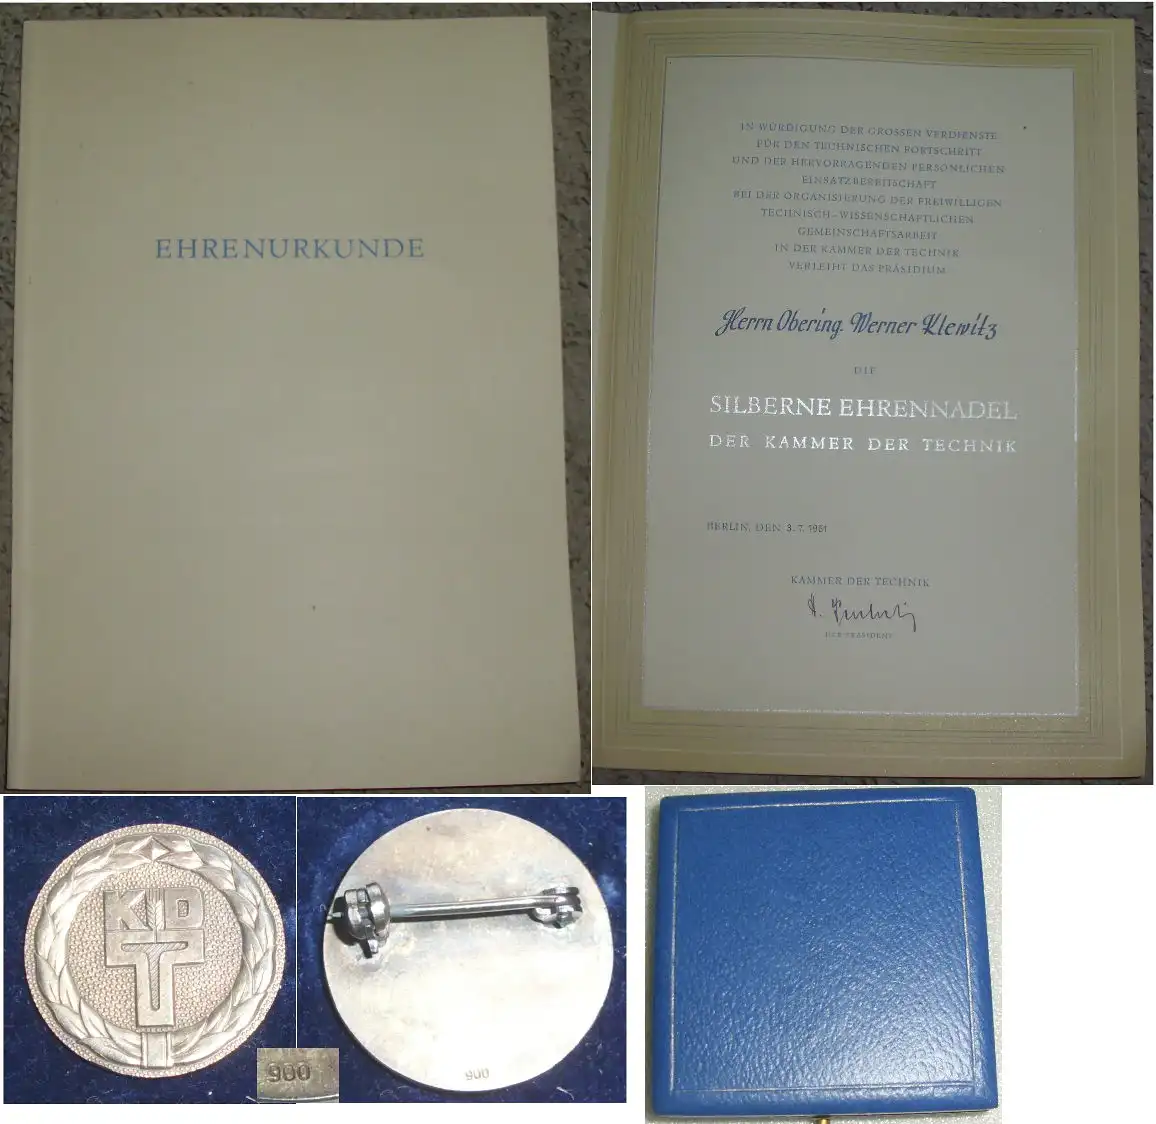 EHRENURKUNDE
IN WÜRDIGUNG DER GROSSEN VERDIENSTE
FÜR DEN TECHNISCHEN FORTSCHRITT
UND DER HERVORRAGENDEN PERSÖNLICHEN
EINSATZBEREITSCHAFT
BEI DER ORGANISIERUNG DER FREIWILLIGEN
TECHNISCH-WISSENSCHAFTLICHEN
GEMEINSCHAFTSARBEIT
IN DER KAMMER DER TECHNIK
VERLEIHT DAS PRÄSIDIUM
Herrn Obering. Werner Klewitz
DIE
SILBERNE EHRENNADEL
DER KAMMER DER TECHNIK
BERLIN, DEN 3.7.1961
KAMMER DER TECHNIK
DER PRÄSIDENT
KDT
900
900